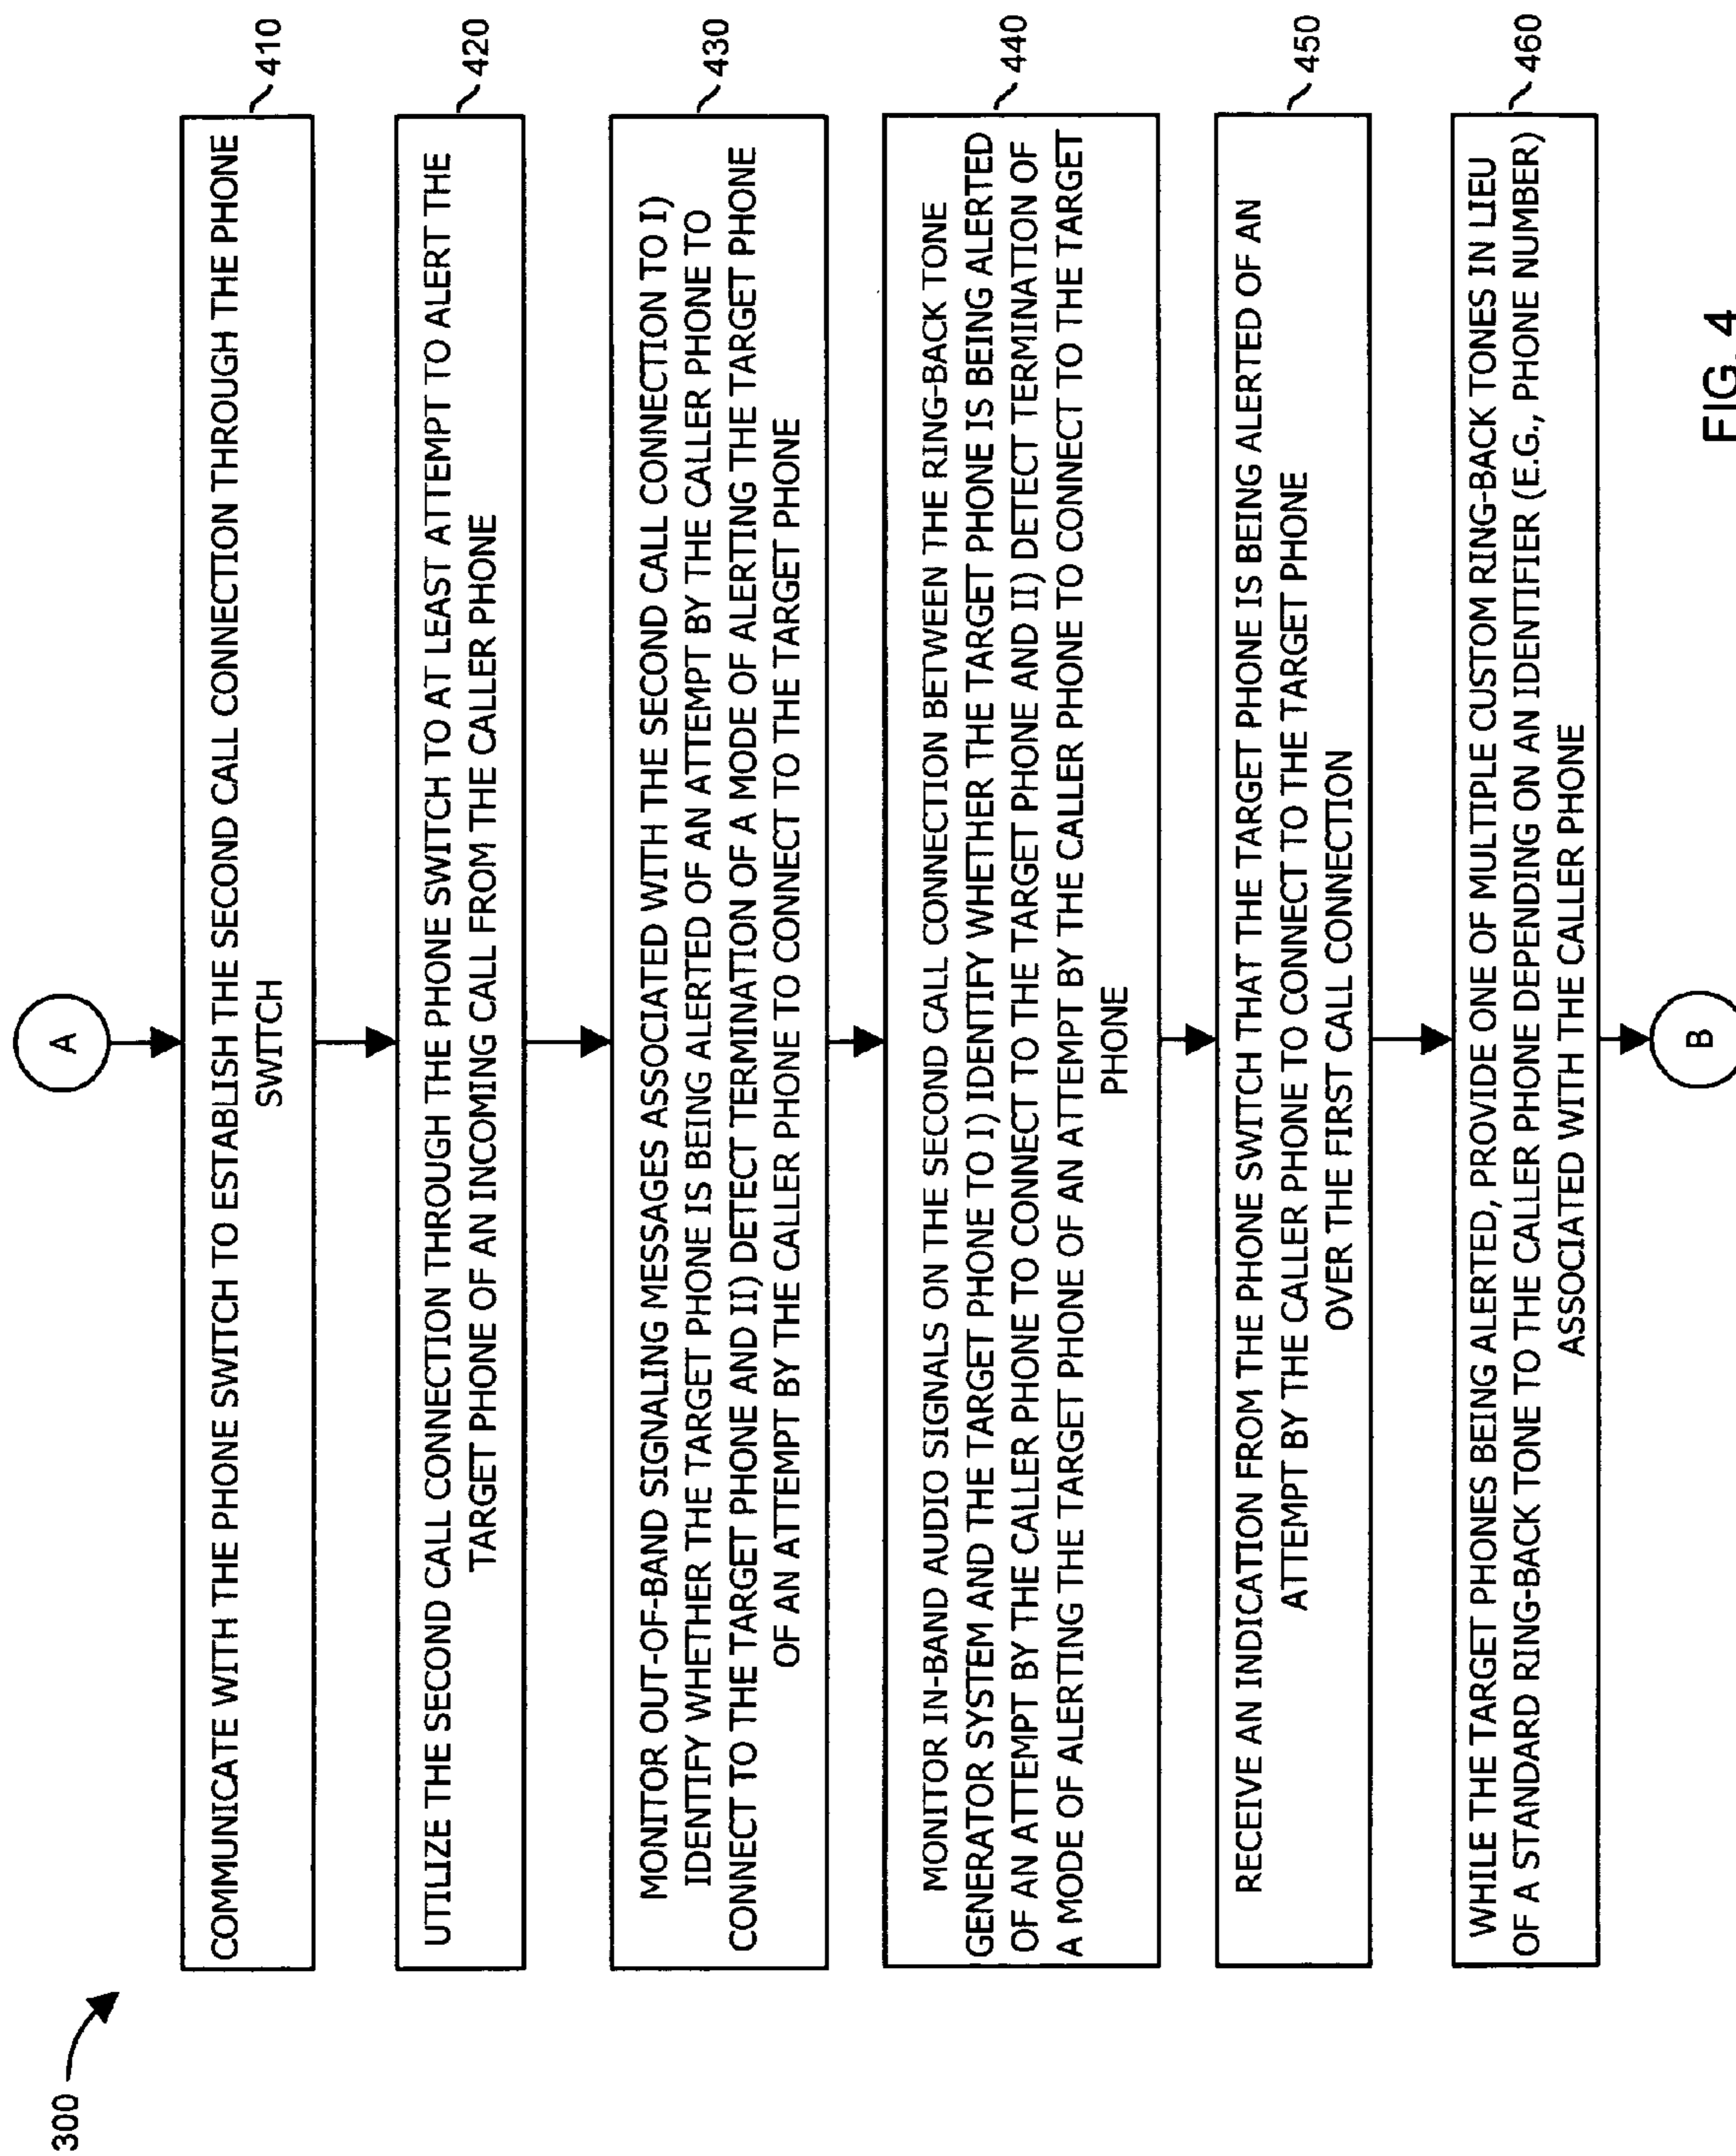 300
A
COMMUNICATE WITH THE PHONE SWITCH TO ESTABLISH THE SECOND CALL CONNECTION THROUGH THE PHONE
SWITCH
410
UTILIZE THE SECOND CALL CONNECTION THROUGH THE PHONE SWITCH TO AT LEAST ATTEMPT TO ALERT THE
TARGET PHONE OF AN INCOMING CALL FROM THE CALLER PHONE
420
MONITOR OUT-OF-BAND SIGNALING MESSAGES ASSOCIATED WITH THE SECOND CALL CONNECTION TO I)
IDENTIFY WHETHER THE TARGET PHONE IS BEING ALERTED OF AN ATTEMPT BY THE CALLER PHONE TO
CONNECT TO THE TARGET PHONE AND II) DETECT TERMINATION OF A MODE OF ALERTING THE TARGET PHONE
OF AN ATTEMPT BY THE CALLER PHONE TO CONNECT TO THE TARGET PHONE
430
MONITOR IN-BAND AUDIO SIGNALS ON THE SECOND CALL CONNECTION BETWEEN THE RING-BACK TONE
GENERATOR SYSTEM AND THE TARGET PHONE TO I) IDENTIFY WHETHER THE TARGET PHONE IS BEING ALERTED
OF AN ATTEMPT BY THE CALLER PHONE TO CONNECT TO THE TARGET PHONE AND II) DETECT TERMINATION OF
A MODE OF ALERTING THE TARGET PHONE OF AN ATTEMPT BY THE CALLER PHONE TO CONNECT TO THE TARGET
PHONE
440
RECEIVE AN INDICATION FROM THE PHONE SWITCH THAT THE TARGET PHONE IS BEING ALERTED OF AN
ATTEMPT BY THE CALLER PHONE TO CONNECT TO THE TARGET PHONE
OVER THE FIRST CALL CONNECTION
450
WHILE THE TARGET PHONES BEING ALERTED, PROVIDE ONE OF MULTIPLE CUSTOM RING-BACK TONES IN LIEU
OF A STANDARD RING-BACK TONE TO THE CALLER PHONE DEPENDING ON AN IDENTIFIER (E.G., PHONE NUMBER)
ASSOCIATED WITH THE CALLER PHONE
460
B
FIG. 4